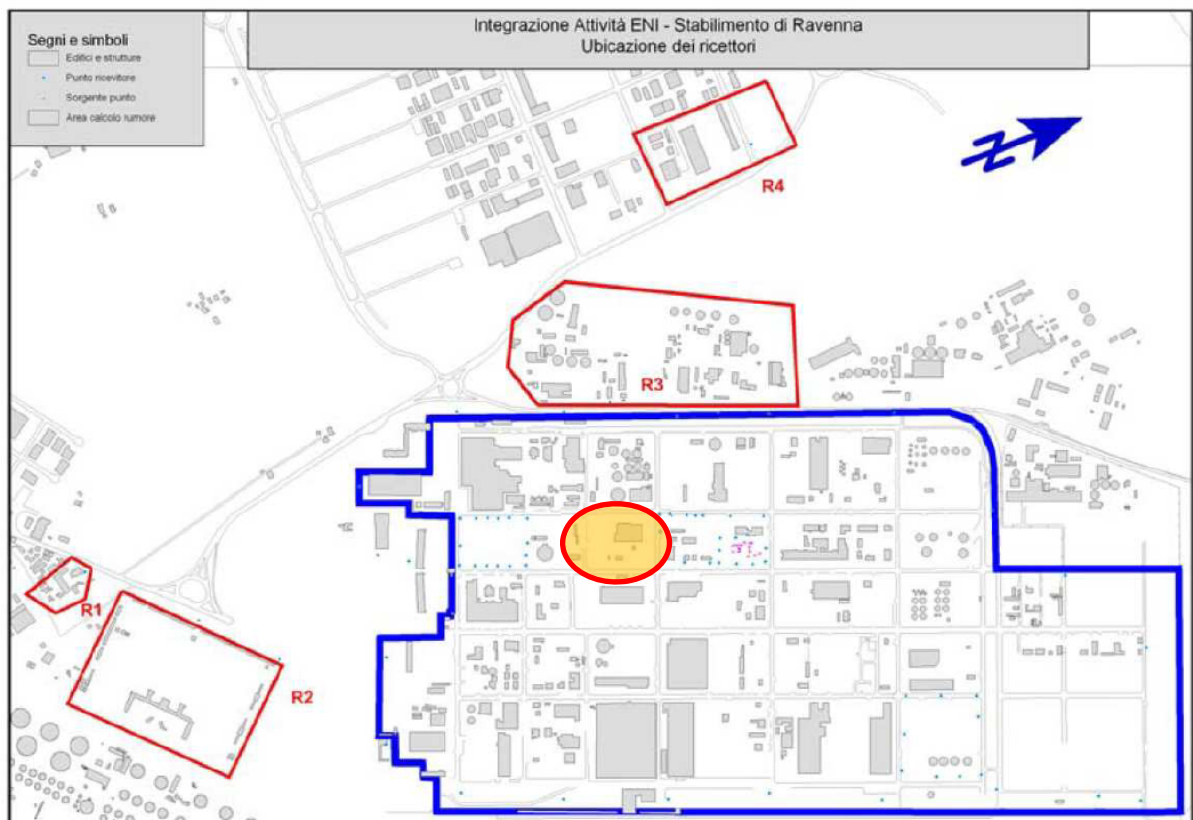 Integrazione Attività ENI - Stabilimento di Ravenna
Ubicazione dei ricettori
Segni e simboli
Edifici e strutture
Punto ricevitore
Sorgente punto
Area calcolo rumore
R4
R3
R1
R2